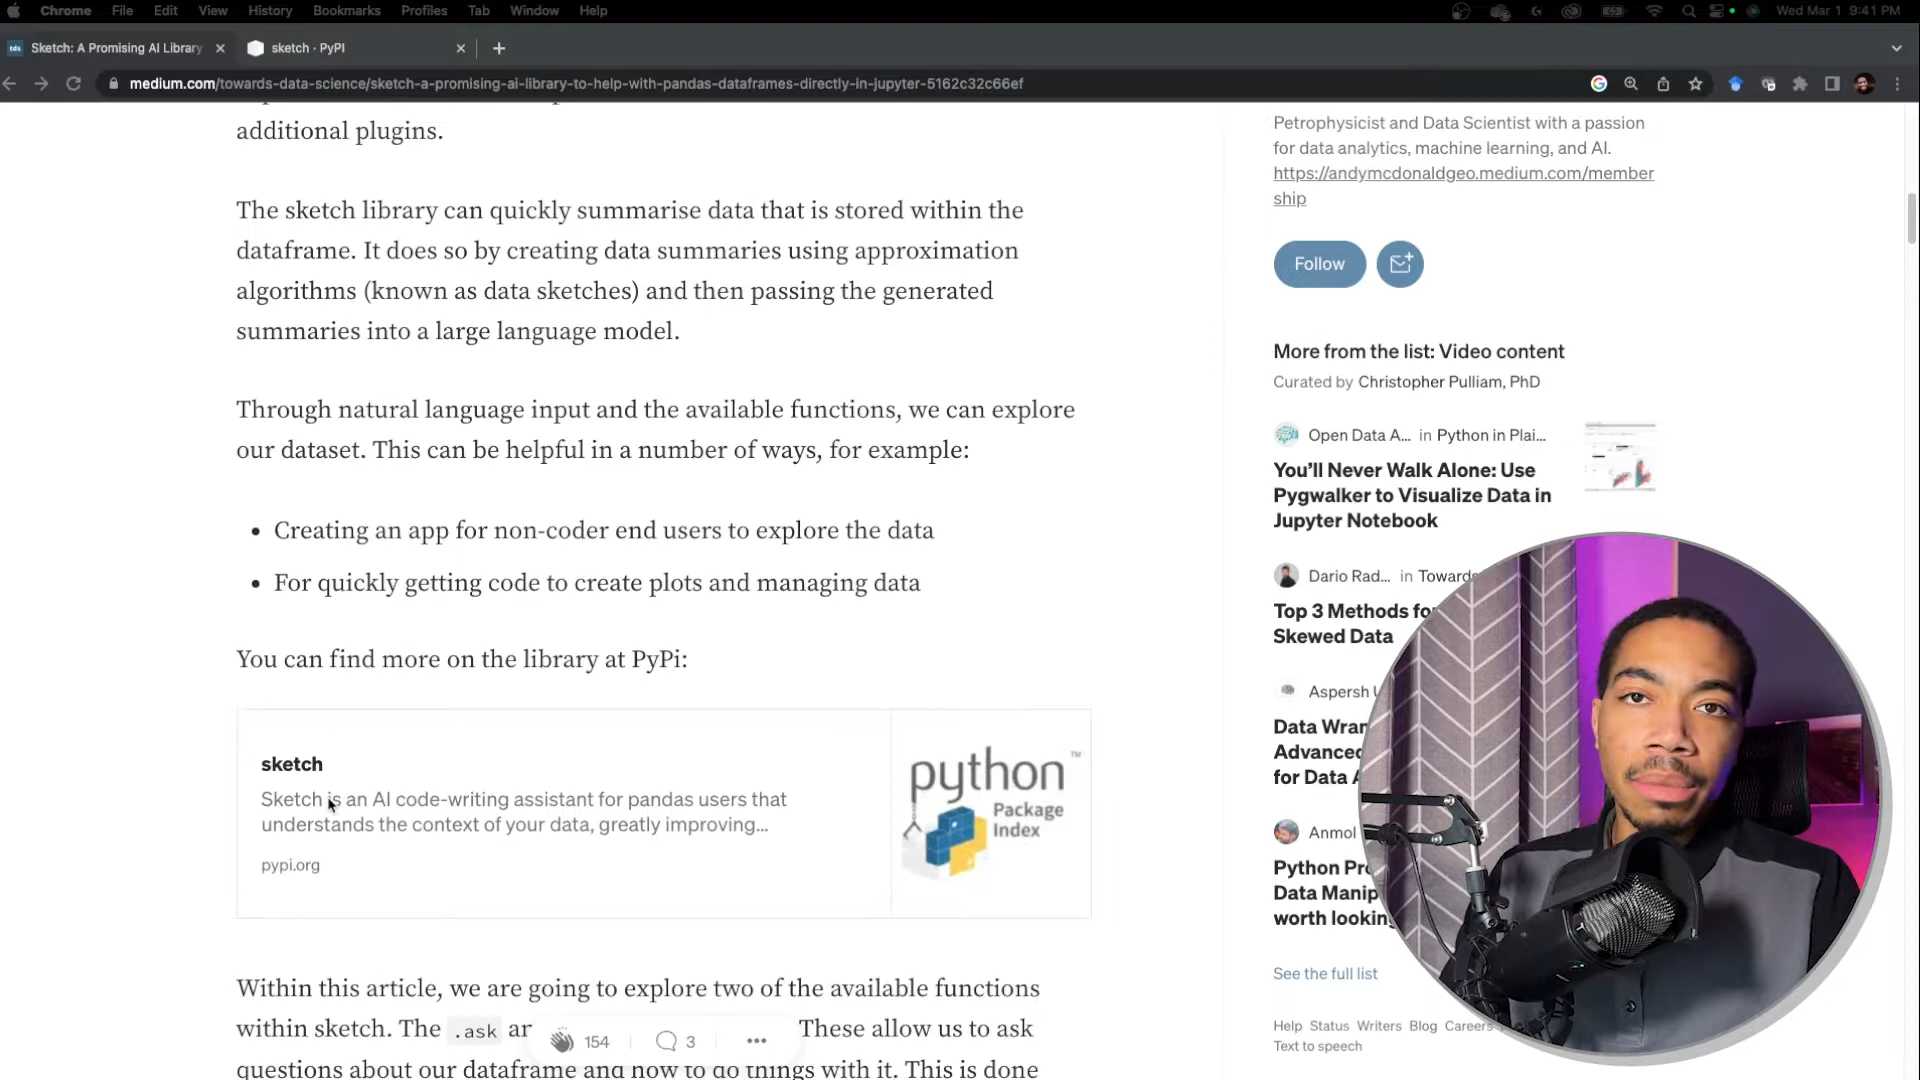 Chrome File Edit View History Bookmarks Profiles Tab Window Help
Wed Mar 1 9:41 PM
tds Sketch: A Promising AI Library
sketch · PyPI
medium.com/towards-data-science/sketch-a-promising-ai-library-to-help-with-pandas-dataframes-directly-in-jupyter-5162c32c66ef
additional plugins.
The sketch library can quickly summarise data that is stored within the
dataframe. It does so by creating data summaries using approximation
algorithms (known as data sketches) and then passing the generated
summaries into a large language model.
Through natural language input and the available functions, we can explore
our dataset. This can be helpful in a number of ways, for example:
• Creating an app for non-coder end users to explore the data
• For quickly getting code to create plots and managing data
You can find more on the library at PyPi:
sketch
Sketch is an AI code-writing assistant for pandas users that
understands the context of your data, greatly improving...
pypi.org
python™
Package
Index
Within this article, we are going to explore two of the available functions
within sketch. The .ask an These allow us to ask
questions about our dataframe and how to do things with it. This is done
154 3
Petrophysicist and Data Scientist with a passion
for data analytics, machine learning, and AI.
https://andymcdonaldgeo.medium.com/member
ship
Follow
More from the list: Video content
Curated by Christopher Pulliam, PhD
Open Data A... in Python in Plai...
You'll Never Walk Alone: Use
Pygwalker to Visualize Data in
Jupyter Notebook
Dario Rad... in Towards
Top 3 Methods fo
Skewed Data
Aspersh
Data Wran
Advanced
for Data A
Anmol
Python Pro
Data Manip
worth looking
See the full list
Help Status Writers Blog Careers
Text to speech